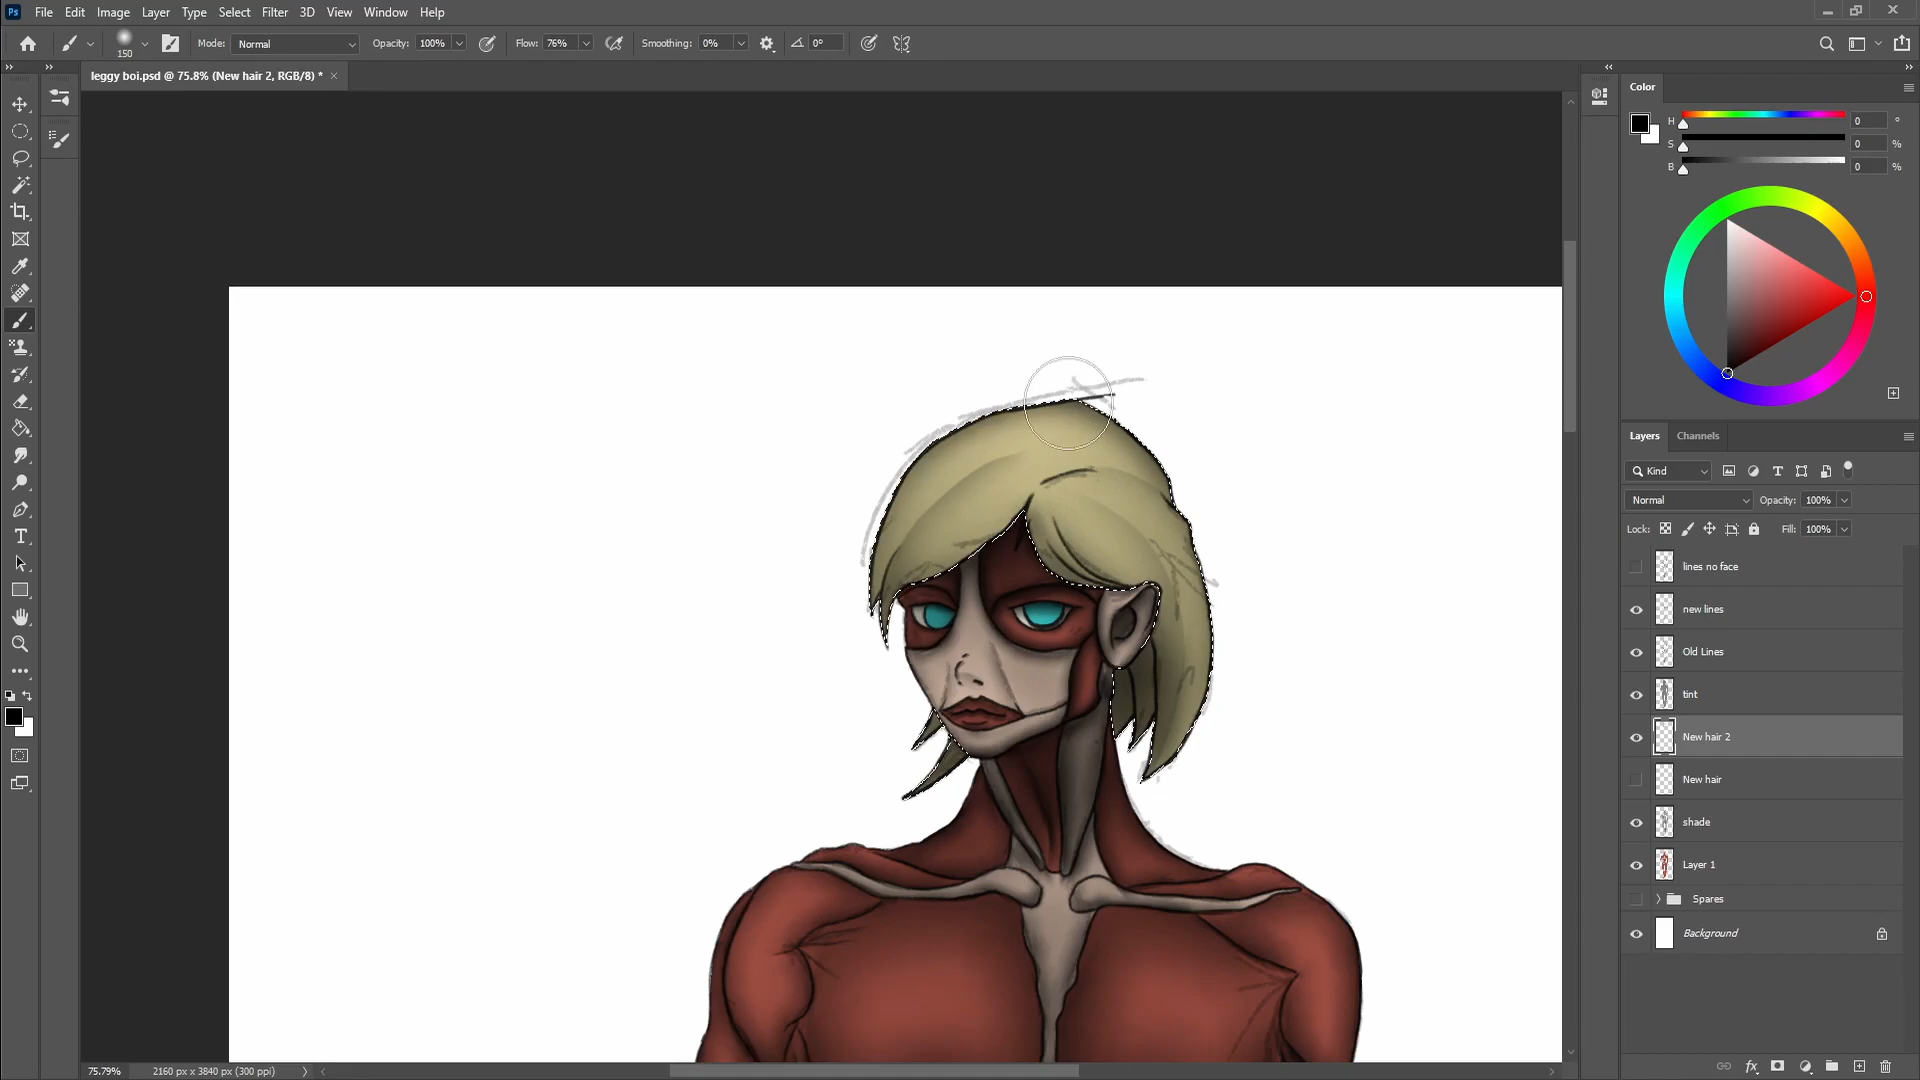 Ps File Edit Image Layer Type Select Filter 3D View Window Help
150 Mode: Normal Opacity: 100% Flow: 76% Smoothing: 0% 0°
leggy boi.psd @ 75.8% (New hair 2, RGB/8) * ×
Color
H 0 °
S 0 %
B 0 %
Layers Channels
Kind
Normal Opacity: 100%
Lock: Fill: 100%
lines no face
new lines
Old Lines
tint
New hair 2
New hair
shade
Layer 1
Spares
Background
75.79% 2160 px x 3840 px (300 ppi)